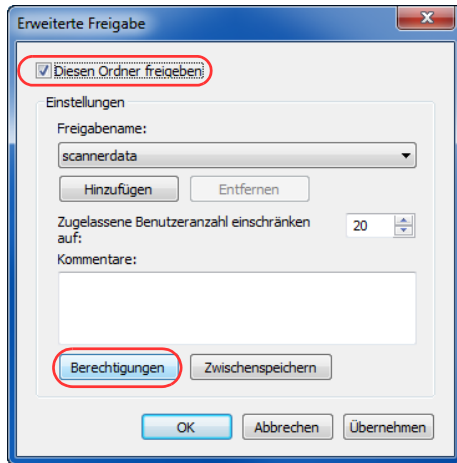 Erweiterte Freigabe
Diesen Ordner freigeben
Einstellungen
Freigabename:
scannerdata
Hinzufügen
Entfernen
Zugelassene Benutzeranzahl einschränken
auf:
20
Kommentare:
Berechtigungen
Zwischenspeichern
OK
Abbrechen
Übernehmen